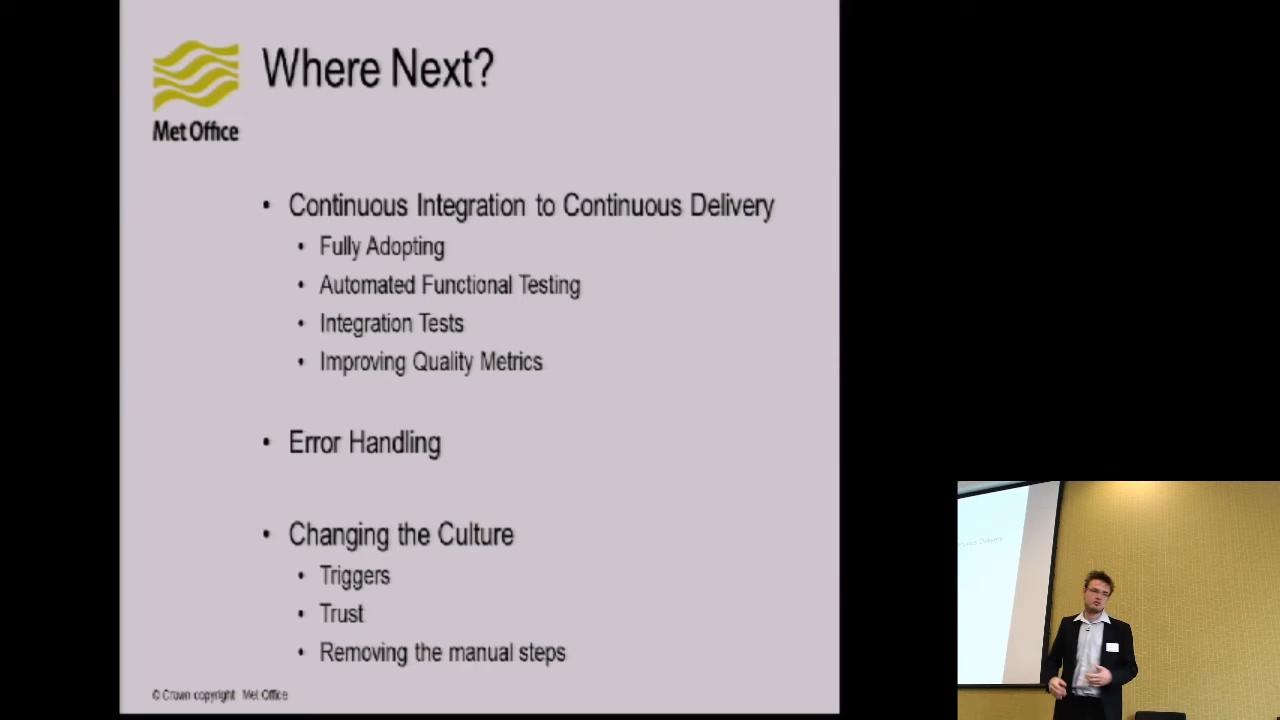 Where Next?
Met Office
• Continuous Integration to Continuous Delivery
• Fully Adopting
• Automated Functional Testing
• Integration Tests
• Improving Quality Metrics
• Error Handling
• Changing the Culture
• Triggers
• Trust
• Removing the manual steps
© Crown copyright Met Office
Delivery